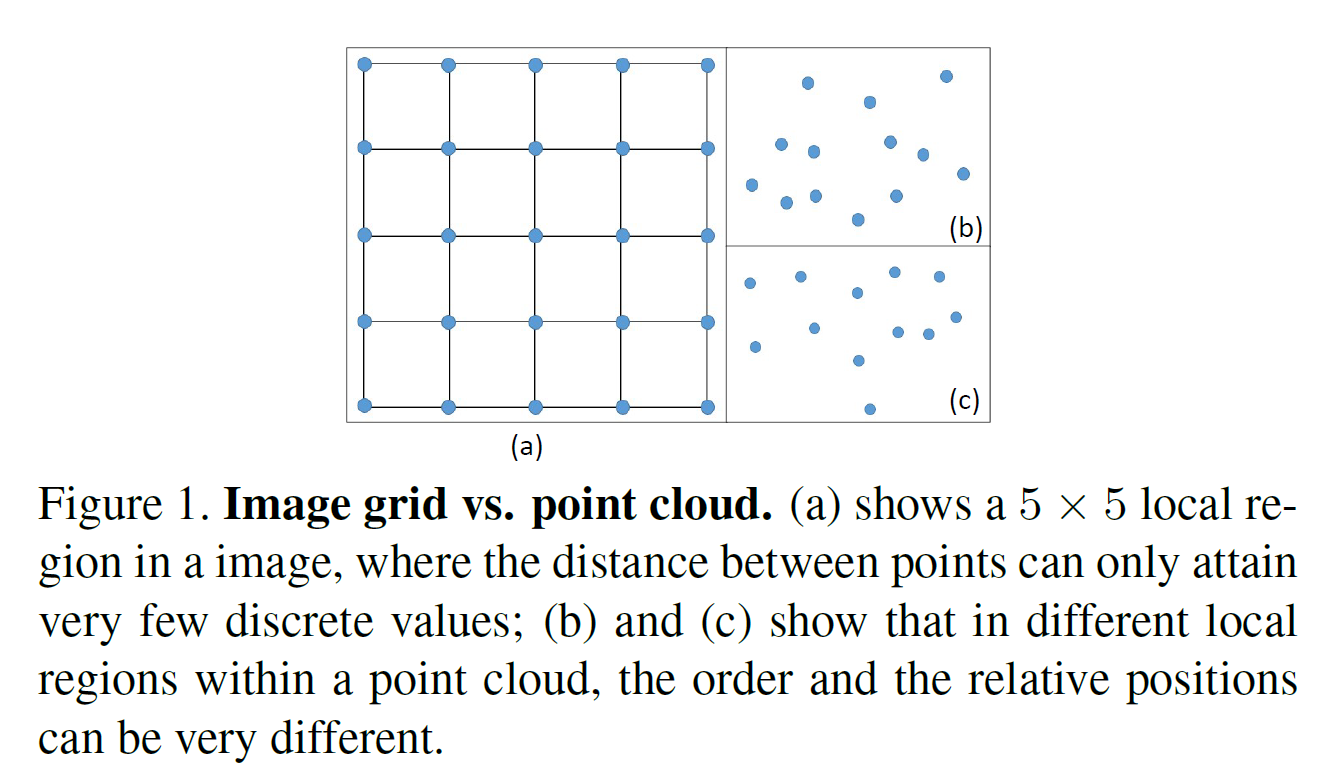 (b)
(c)
(a)
Figure 1. Image grid vs. point cloud. (a) shows a 5 × 5 local re-
gion in a image, where the distance between points can only attain
very few discrete values; (b) and (c) show that in different local
regions within a point cloud, the order and the relative positions
can be very different.